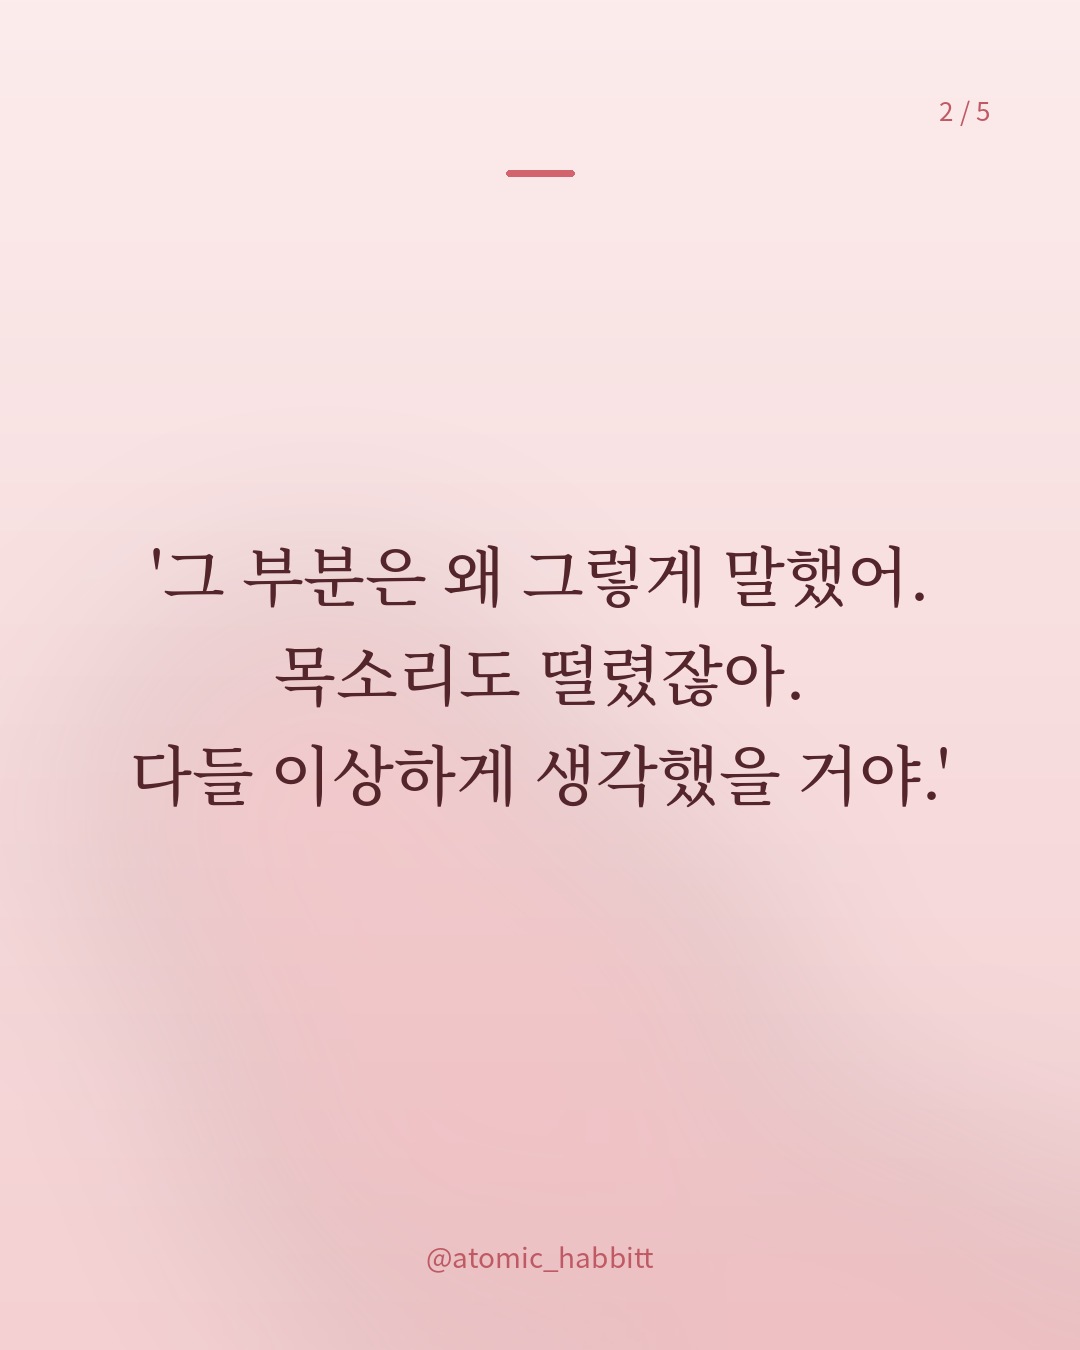 2 / 5
'그 부분은 왜 그렇게 말했어.
목소리도 떨렸잖아.
다들 이상하게 생각했을 거야.'
@atomic_habbitt